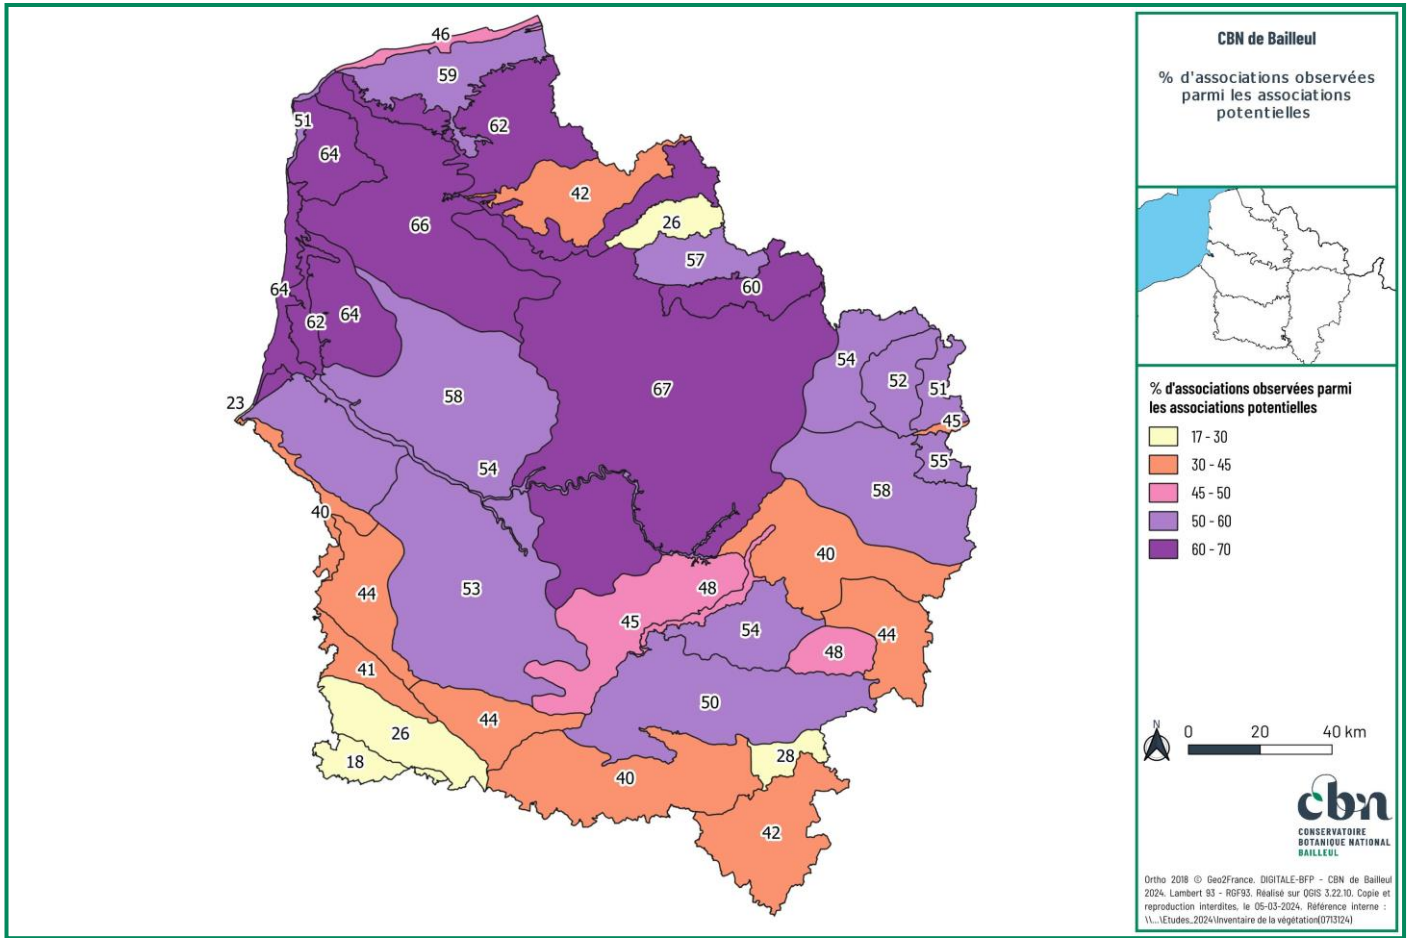 46
59
51
62
64
42
66
26
57
60
64
62
64
54
52
51
67
58
23
45
55
54
58
40
40
53
48
44
45
54
44
48
41
50
44
26
28
18
40
42
CBN de Bailleul
% d'associations observées
parmi les associations
potentielles
% d'associations observées parmi
les associations potentielles
17 - 30
30 - 45
45 - 50
50 - 60
60 - 70
N
0 20 40 km
cbn
CONSERVATOIRE
BOTANIQUE NATIONAL
BAILLEUL
Ortho 2018 © Geo2France. DIGITALE-BFP - CBN de Bailleul
2024. Lambert 93 - RGF93. Réalisé sur QGIS 3.22.10. Copie et
reproduction interdites, le 05-03-2024. Référence interne :
\\...\Etudes_2024\Inventaire de la végétation(0713124)